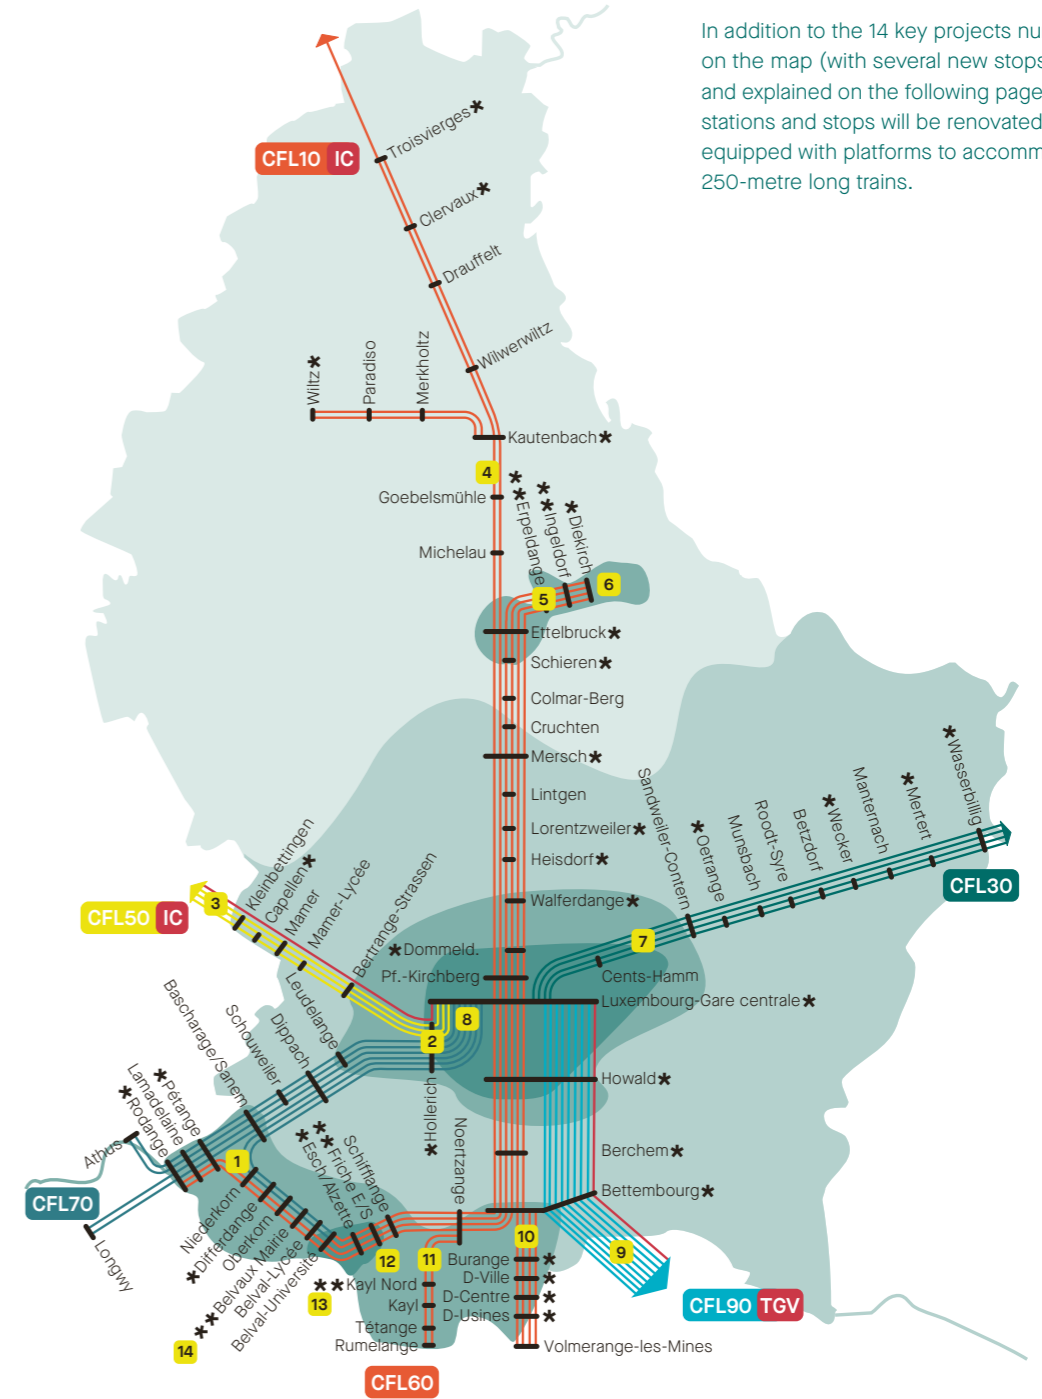 In addition to the 14 key projects nu
on the map (with several new stops
and explained on the following page
stations and stops will be renovated
equipped with platforms to accomm
250-metre long trains.
CFL10 IC
Troisvierges*
Clervaux*
Drauffelt
Wilwerwiltz
Wiltz*
Paradiso
Merkholtz
Kautenbach*
4
Goebelsmühle
Michelau
**Erpeldange
**Ingeldorf
*Diekirch
5
6
Ettelbruck*
Schieren*
Colmar-Berg
Cruchten
Mersch*
Lintgen
Lorentzweiler*
Heisdorf*
Walferdange*
*Dommeld.
Pf.-Kirchberg
Sandweiler-Contern
*Oetrange
Munsbach
Roodt-Syre
Betzdorf
*Wecker
Manternach
*Mertert
*Wasserbillig
CFL30
7
Cents-Hamm
Luxembourg-Gare centrale*
CFL50 IC
3
Kleinbettingen
Capellen*
Mamer
Mamer-Lycée
Bertrange-Strassen
8
2
*Hollerich
Howald*
Leudelange
Dippach
Schouweiler
Bascharage/Sanem
*Pétange
Lamadelaine
*Rodange
Athus
CFL70
Longwy
1
Niederkorn
*Differdange
Oberkorn
**Belvaux Mairie
Belval-Lycée
Belval-Université
14
*Esch/Alzette
**Friche E/S
Schifflange
12
Noertzange
Berchem*
Bettembourg*
10
9
11
**Kayl Nord
13
Kayl
Tétange
Rumelange
CFL60
Burange *
D-Ville *
D-Centre *
D-Usines *
Volmerange-les-Mines
CFL90 TGV